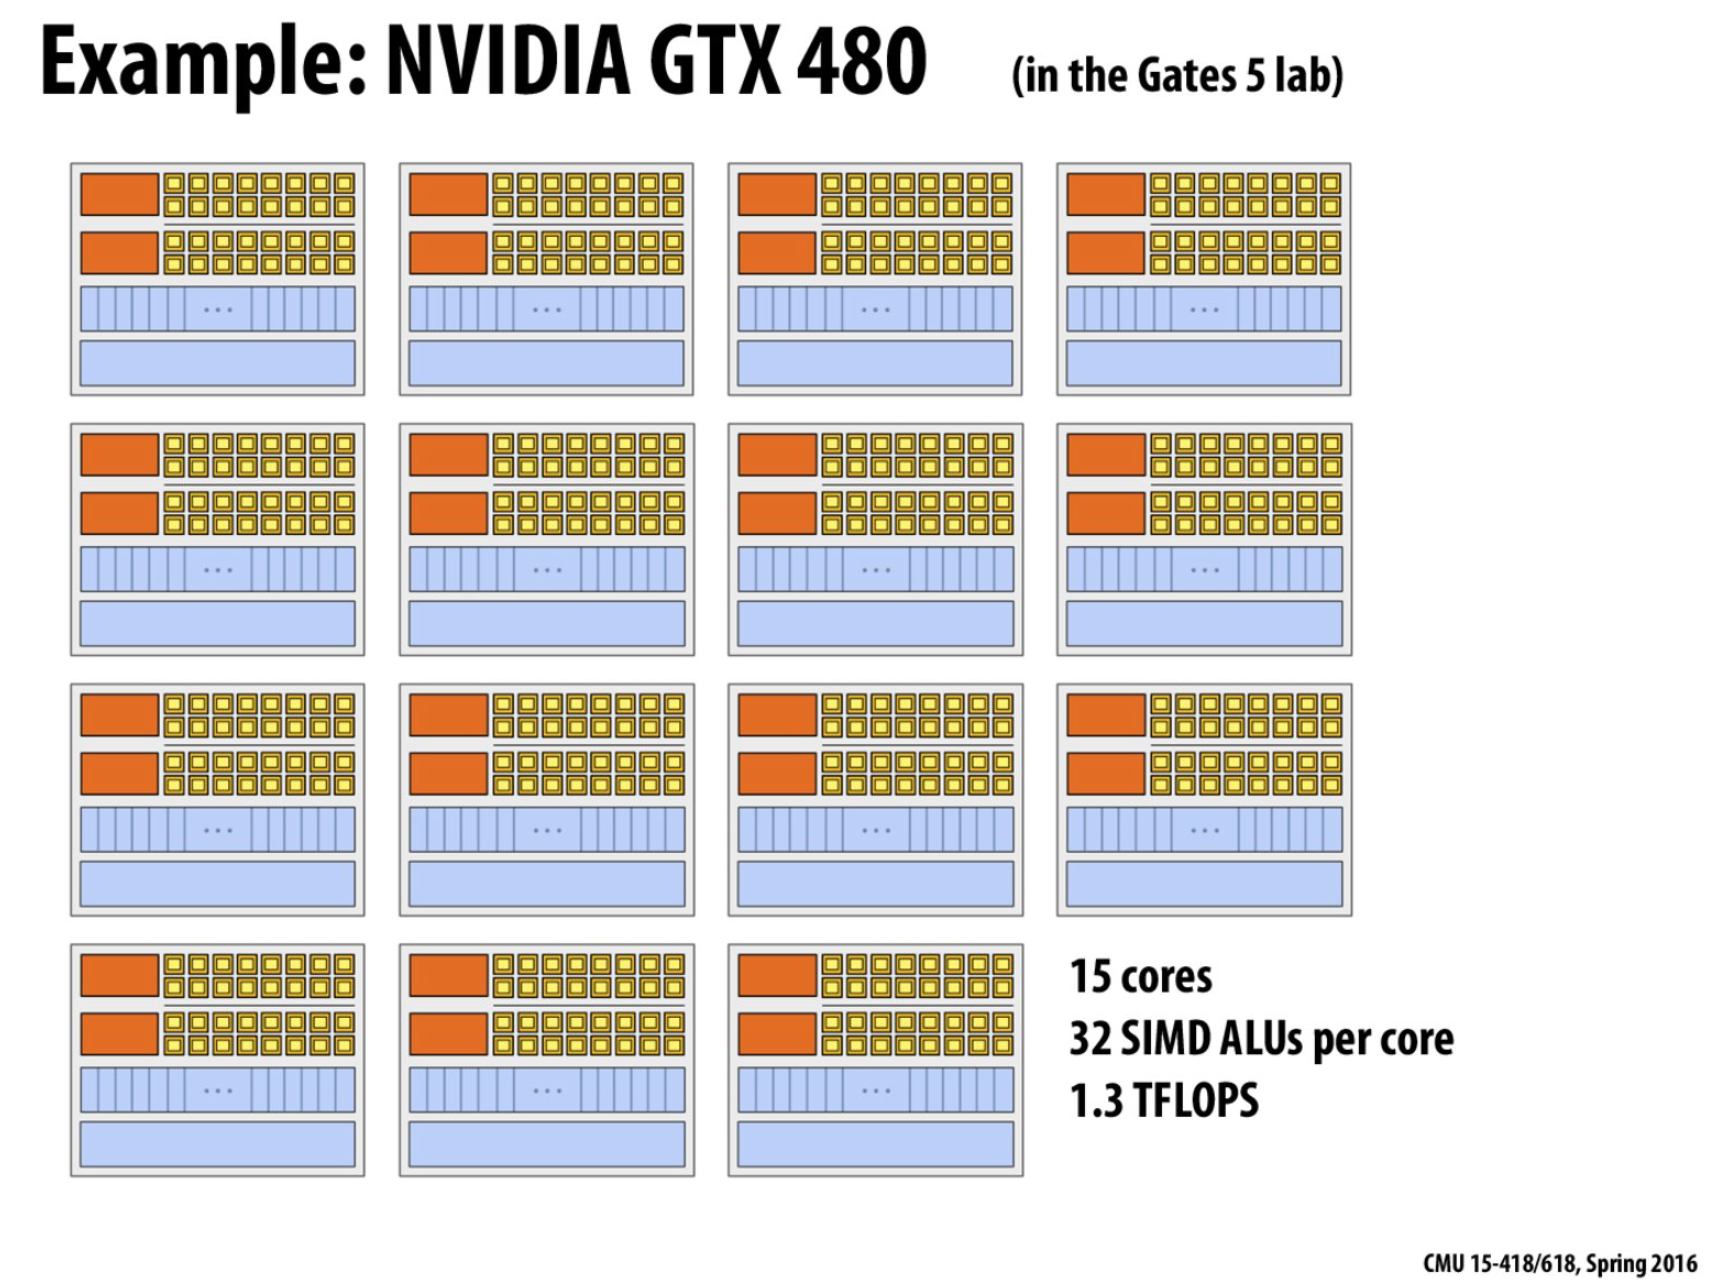 Example: NVIDIA GTX 480 (in the Gates 5 lab)
15 cores
32 SIMD ALUs per core
1.3 TFLOPS
CMU 15-418/618, Spring 2016